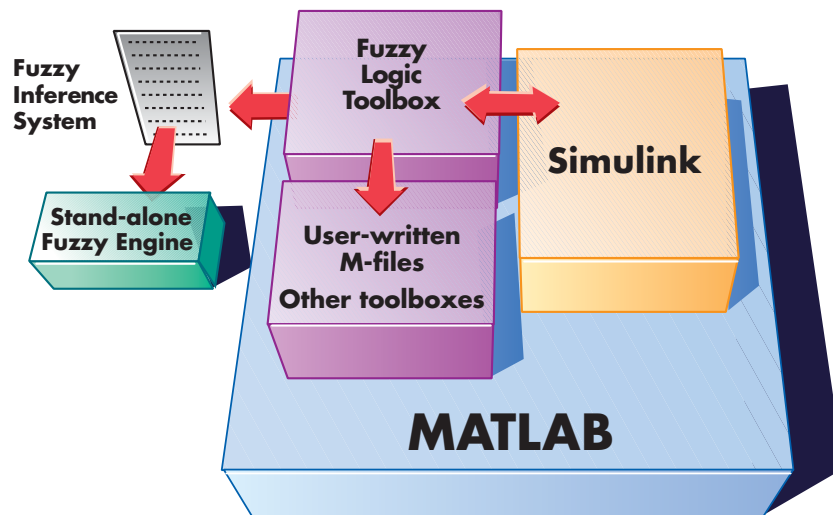 Fuzzy
Logic
Toolbox
Fuzzy
Inference
System
Simulink
Stand-alone
Fuzzy Engine
User-written
M-files
Other toolboxes
MATLAB